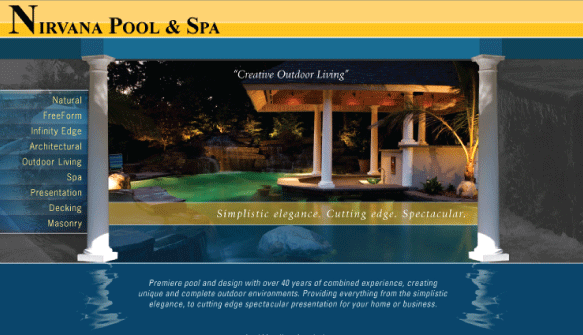 NIRVANA POOL & SPA
"Creative Outdoor Living"
Natural
FreeForm
Infinity Edge
Architectural
Outdoor Living
Spa
Presentation
Decking
Masonry
Simplistic elegance. Cutting edge. Spectacular.
Premiere pool and design with over 40 years of combined experience, creating
unique and complete outdoor environments. Providing everything from the simplistic
elegance, to cutting edge spectacular presentation for your home or business.